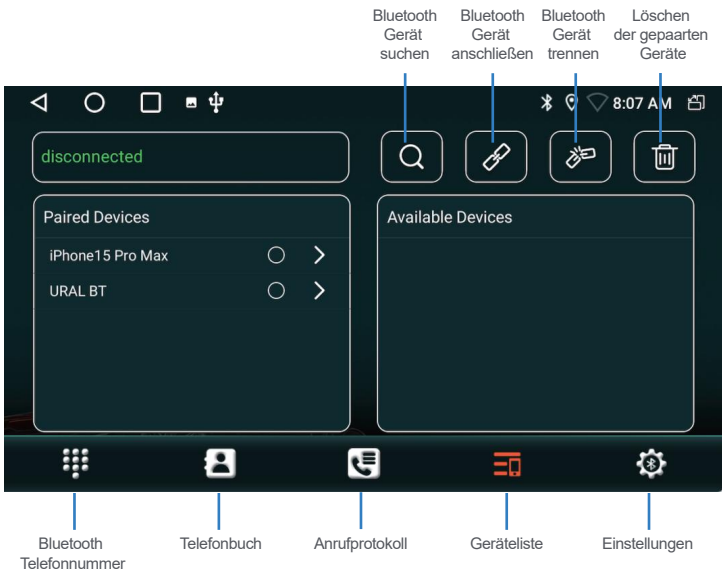 Bluetooth Gerät suchen
Bluetooth Gerät anschließen
Bluetooth Gerät trennen
Löschen der gepaarten Geräte
8:07 AM
disconnected
Paired Devices
iPhone15 Pro Max
URAL BT
Available Devices
Bluetooth Telefonnummer
Telefonbuch
Anrufprotokoll
Geräteliste
Einstellungen